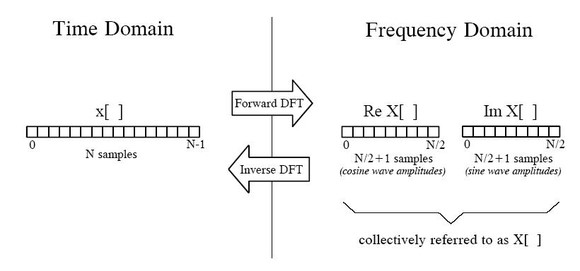 Time Domain
Frequency Domain
x[ ]
0
N-1
N samples
Forward DFT
Inverse DFT
Re X[ ]
0
N/2
N/2+1 samples
(cosine wave amplitudes)
Im X[ ]
0
N/2
N/2+1 samples
(sine wave amplitudes)
collectively referred to as X[ ]